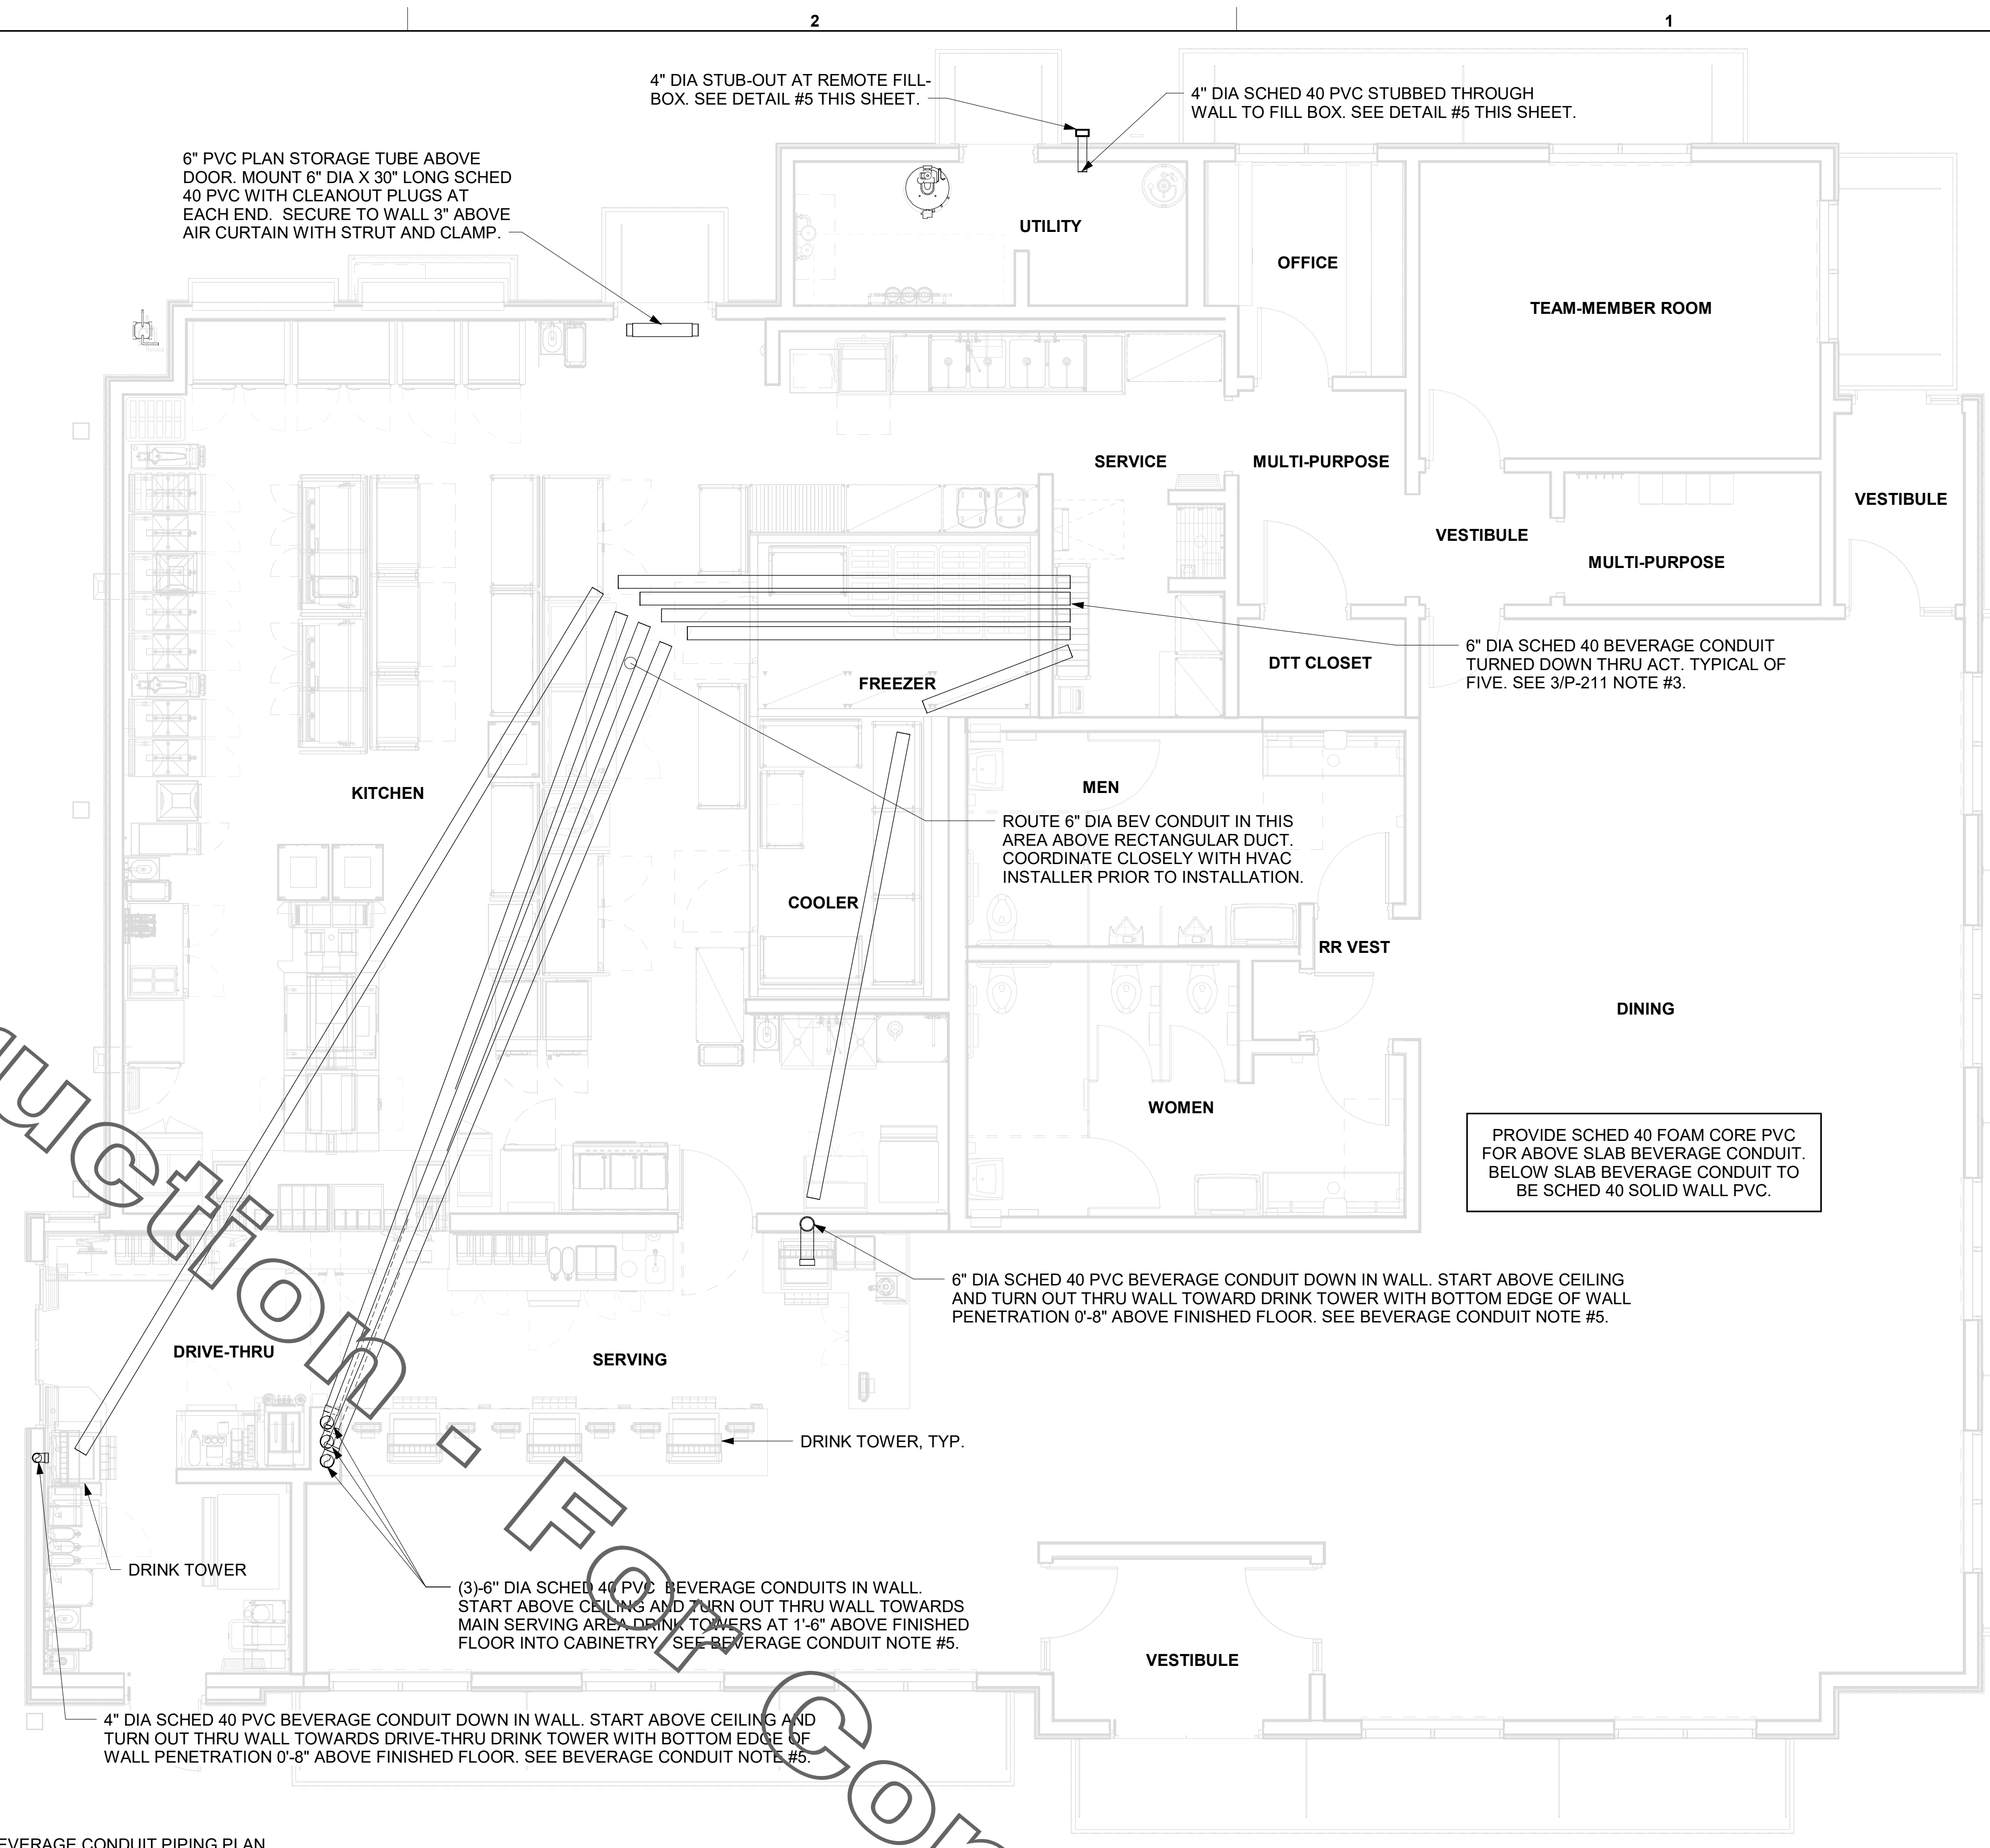 2
1
4" DIA STUB-OUT AT REMOTE FILL-
BOX. SEE DETAIL #5 THIS SHEET.
4" DIA SCHED 40 PVC STUBBED THROUGH
WALL TO FILL BOX. SEE DETAIL #5 THIS SHEET.
6" PVC PLAN STORAGE TUBE ABOVE
DOOR. MOUNT 6" DIA X 30" LONG SCHED
40 PVC WITH CLEANOUT PLUGS AT
EACH END.  SECURE TO WALL 3" ABOVE
AIR CURTAIN WITH STRUT AND CLAMP.
UTILITY
OFFICE
TEAM-MEMBER ROOM
SERVICE
MULTI-PURPOSE
VESTIBULE
VESTIBULE
MULTI-PURPOSE
6" DIA SCHED 40 BEVERAGE CONDUIT
TURNED DOWN THRU ACT. TYPICAL OF
FIVE. SEE 3/P-211 NOTE #3.
DTT CLOSET
FREEZER
KITCHEN
MEN
ROUTE 6" DIA BEV CONDUIT IN THIS
AREA ABOVE RECTANGULAR DUCT.
COORDINATE CLOSELY WITH HVAC
INSTALLER PRIOR TO INSTALLATION.
COOLER
RR VEST
DINING
WOMEN
PROVIDE SCHED 40 FOAM CORE PVC
FOR ABOVE SLAB BEVERAGE CONDUIT.
BELOW SLAB BEVERAGE CONDUIT TO
BE SCHED 40 SOLID WALL PVC.
6" DIA SCHED 40 PVC BEVERAGE CONDUIT DOWN IN WALL. START ABOVE CEILING
AND TURN OUT THRU WALL TOWARD DRINK TOWER WITH BOTTOM EDGE OF WALL
PENETRATION 0'-8" ABOVE FINISHED FLOOR. SEE BEVERAGE CONDUIT NOTE #5.
DRIVE-THRU
SERVING
DRINK TOWER, TYP.
DRINK TOWER
(3)-6" DIA SCHED 40 PVC  BEVERAGE CONDUITS IN WALL.
START ABOVE CEILING AND TURN OUT THRU WALL TOWARDS
MAIN SERVING AREA DRINK TOWERS AT 1'-6" ABOVE FINISHED
FLOOR INTO CABINETRY.  SEE BEVERAGE CONDUIT NOTE #5.
VESTIBULE
4" DIA SCHED 40 PVC BEVERAGE CONDUIT DOWN IN WALL. START ABOVE CEILING AND
TURN OUT THRU WALL TOWARDS DRIVE-THRU DRINK TOWER WITH BOTTOM EDGE OF
WALL PENETRATION 0'-8" ABOVE FINISHED FLOOR. SEE BEVERAGE CONDUIT NOTE #5.
EVERAGE CONDUIT PIPING PLAN
uction - For Con